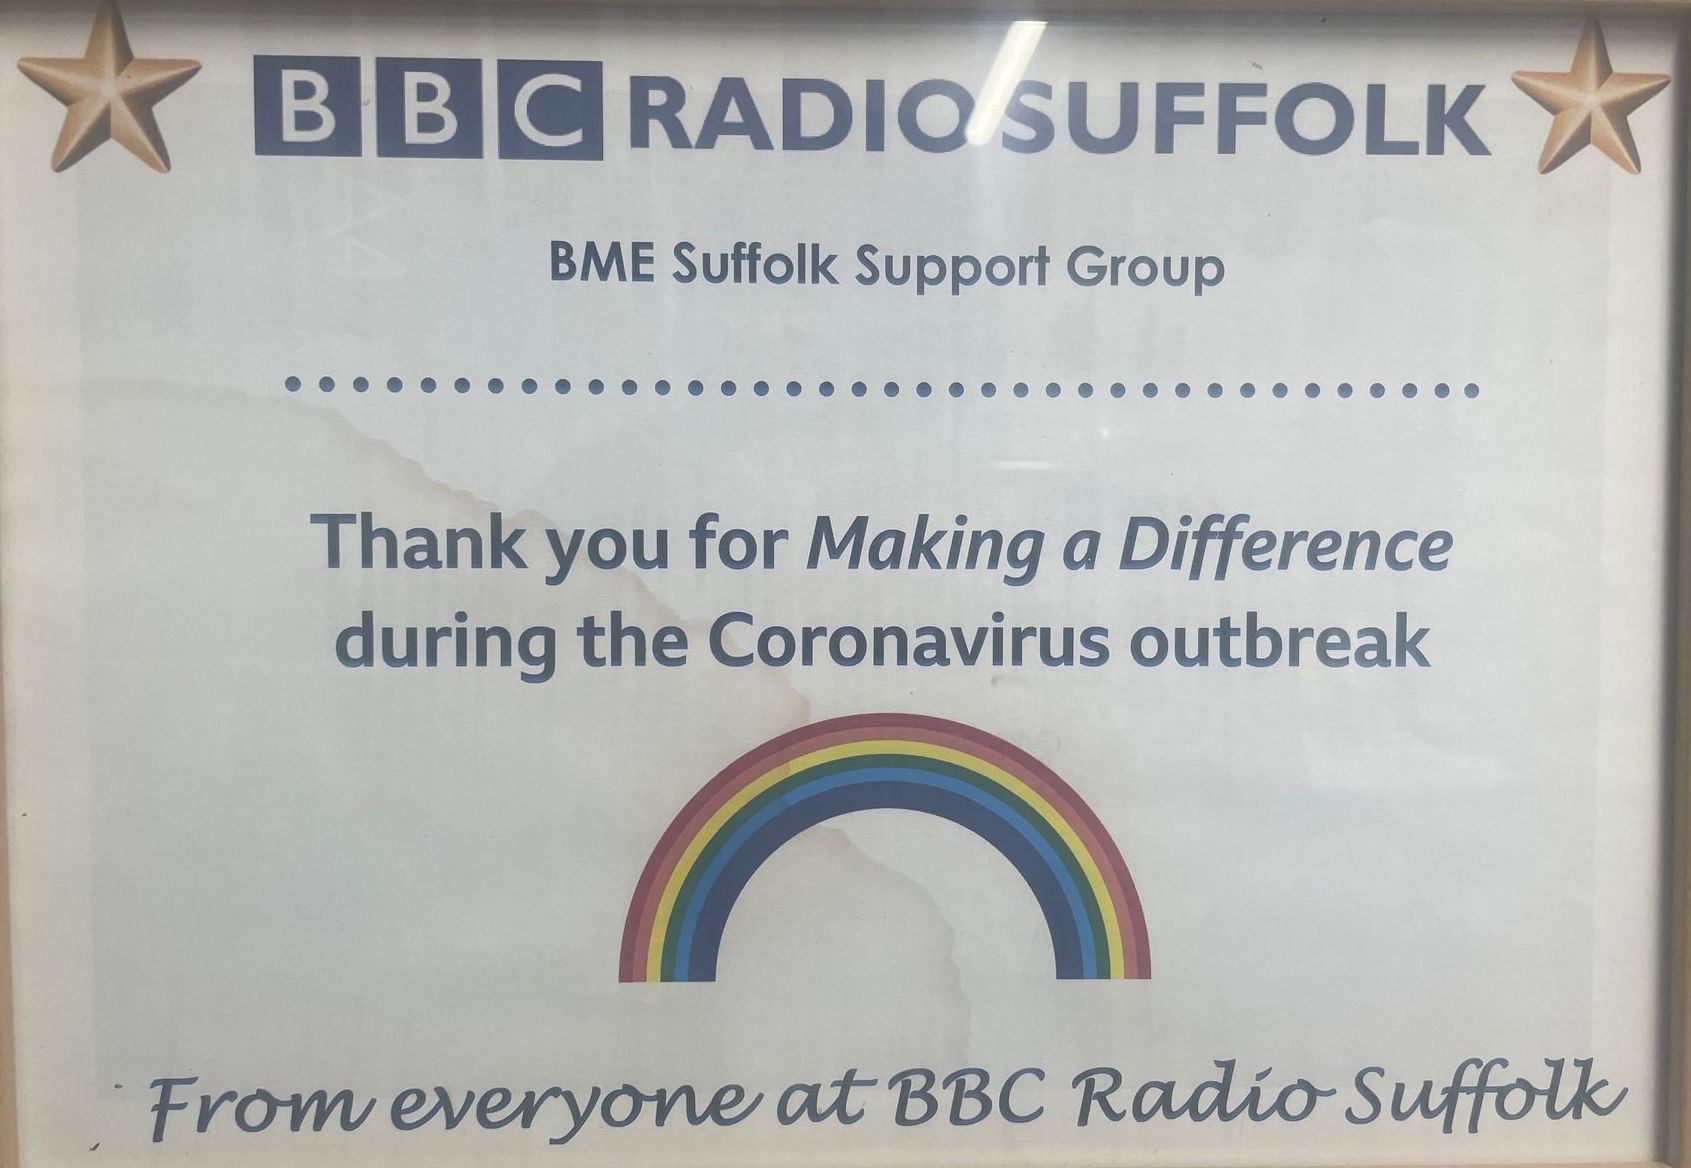 BBC RADIO SUFFOLK
BME Suffolk Support Group
Thank you for Making a Difference
during the Coronavirus outbreak
From everyone at BBC Radio Suffolk